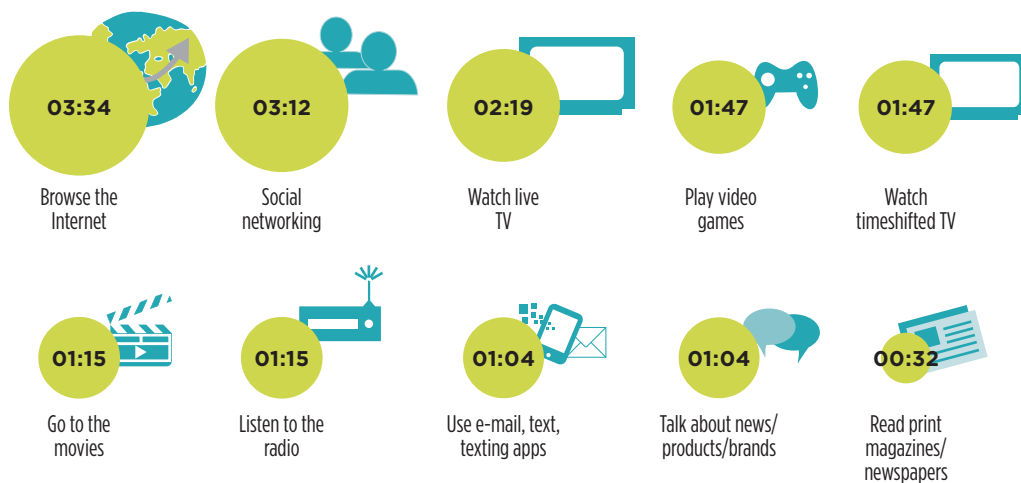 03:34
03:12
02:19
01:47
01:47
Browse the
Internet
Social
networking
Watch live
TV
Play video
games
Watch
timeshifted TV
01:15
01:15
01:04
01:04
00:32
Go to the
movies
Listen to the
radio
Use e-mail, text,
texting apps
Talk about news/
products/brands
Read print
magazines/
newspapers